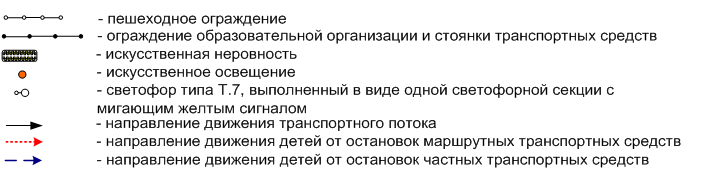 - пешеходное ограждение
- ограждение образовательной организации и стоянки транспортных средств
- искусственная неровность
- искусственное освещение
- светофор типа Т.7, выполненный в виде одной светофорной секции с
мигающим желтым сигналом
- направление движения транспортного потока
- направление движения детей от остановок маршрутных транспортных средств
- направление движения детей от остановок частных транспортных средств